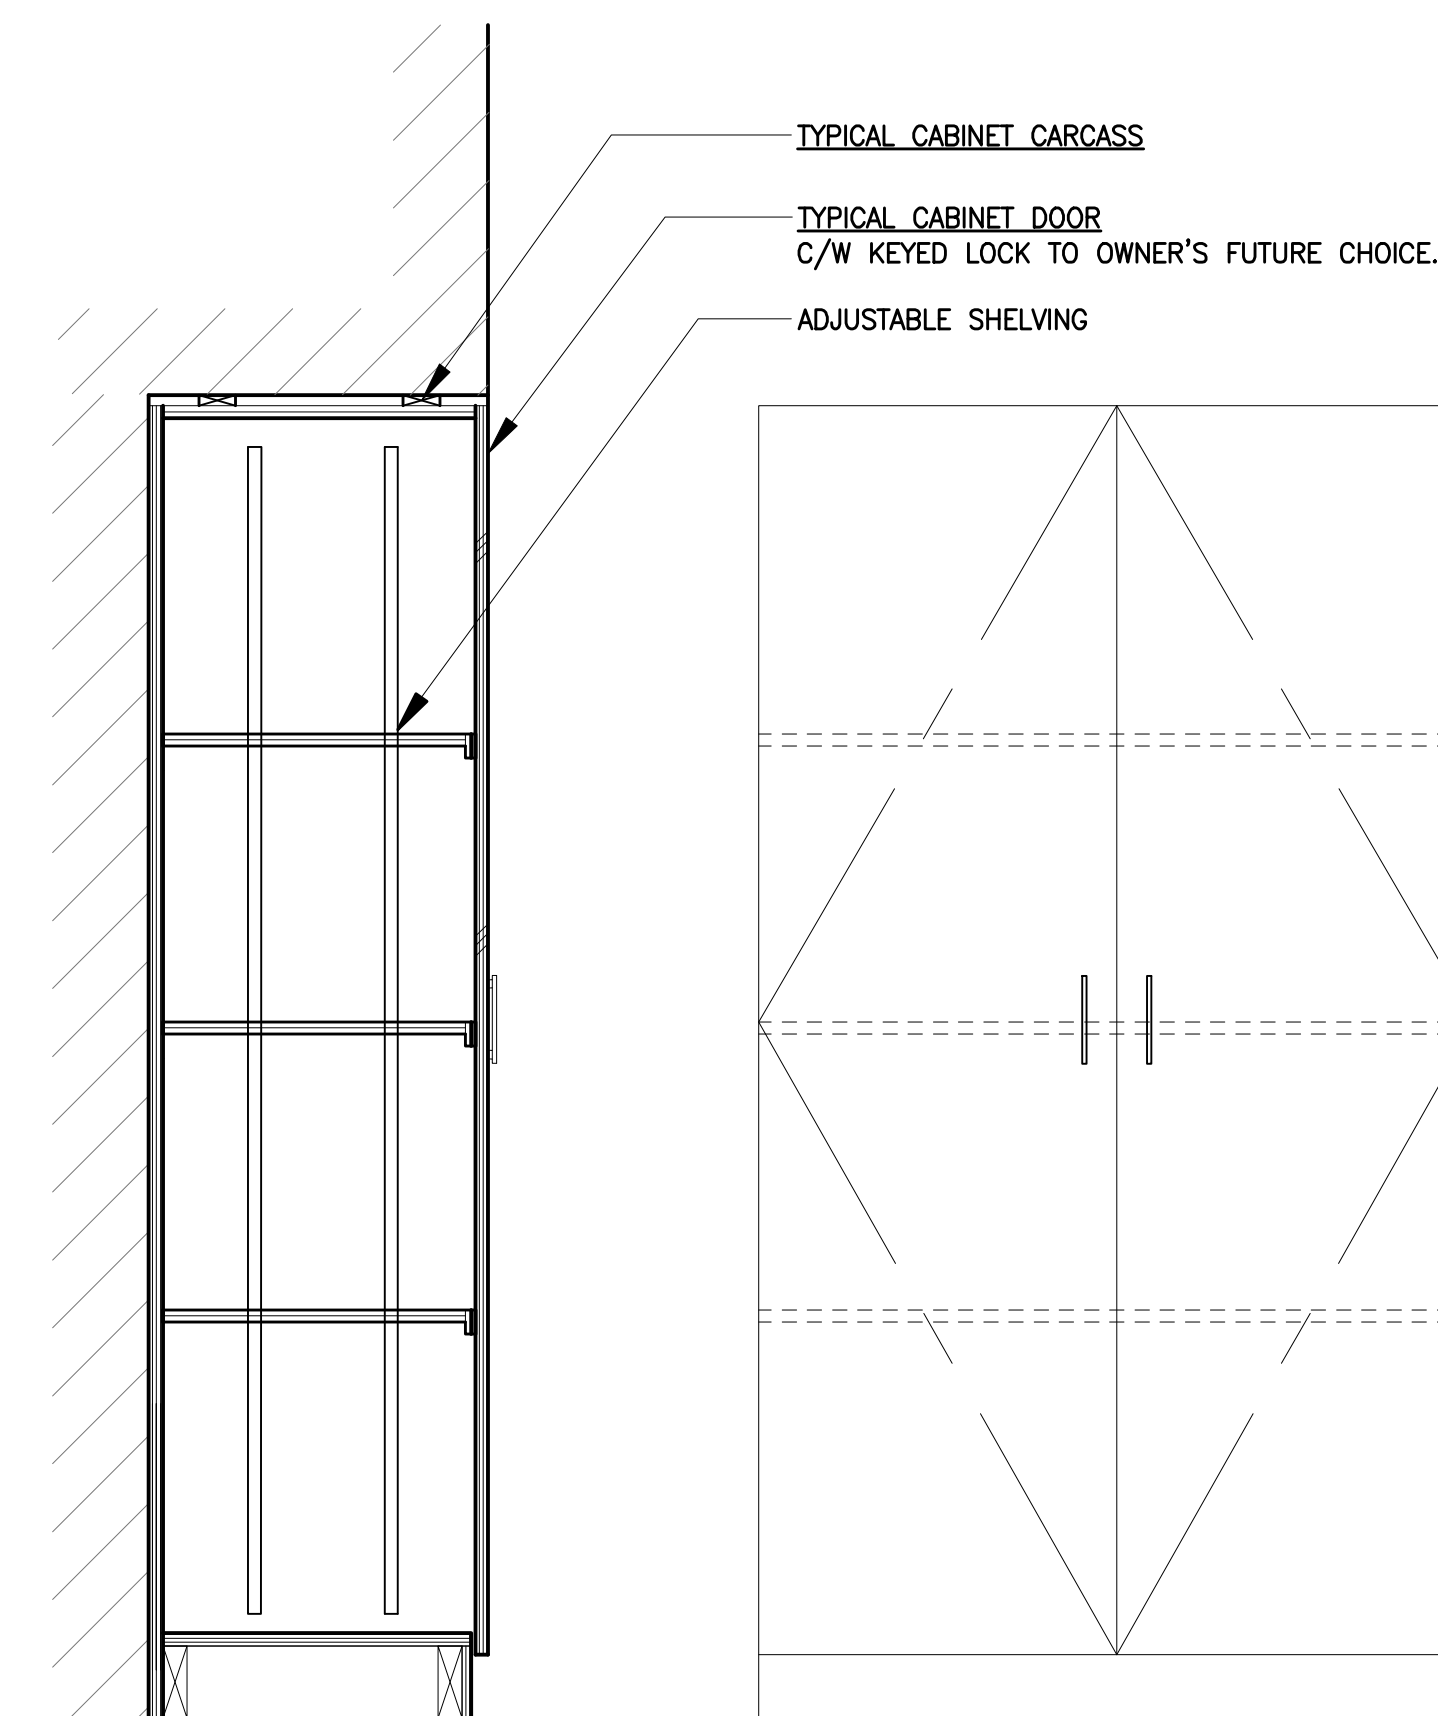 TYPICAL CABINET CARCASS
TYPICAL CABINET DOOR
C/W KEYED LOCK TO OWNER'S FUTURE CHOICE.
ADJUSTABLE SHELVING